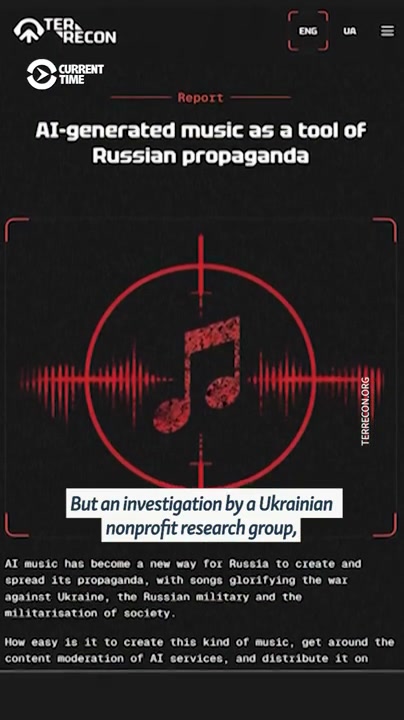 TER
RECON
ENG
UA
CURRENT
TIME
Report
AI-generated music as a tool of
Russian propaganda
TERRECON.ORG
But an investigation by a Ukrainian
nonprofit research group,
AI music has become a new way for Russia to create and
spread its propaganda, with songs glorifying the war
against Ukraine, the Russian military and the
militarisation of society.
How easy is it to create this kind of music, get around the
content moderation of AI services, and distribute it on